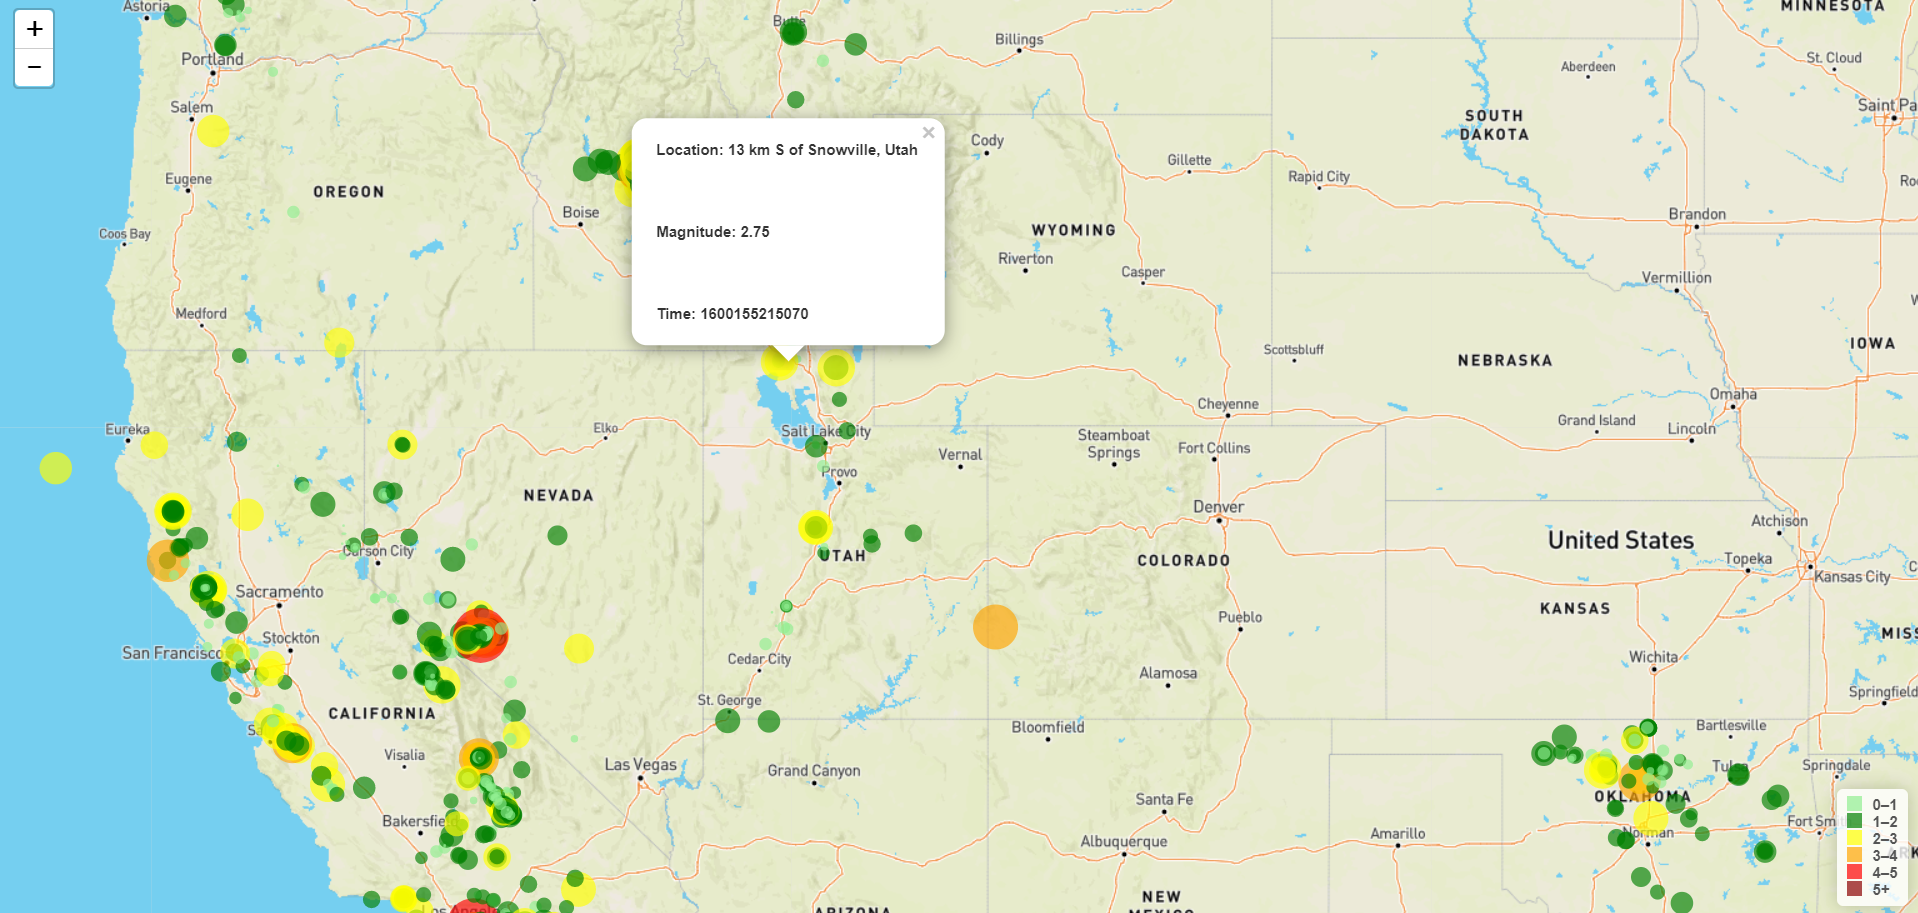 +
−
Astoria
Butte
MINNESOTA
Portland
Billings
St. Cloud
Aberdeen
Salem
Saint Pa
SOUTH
DAKOTA
×
Location: 13 km S of Snowville, Utah
Magnitude: 2.75
Time: 1600155215070
Cody
Gillette
Rapid City
Eugene
OREGON
Boise
Brandon
Coos Bay
WYOMING
Riverton
Casper
Vermillion
Medford
Scottsbluff
NEBRASKA
IOWA
Omaha
Cheyenne
Grand Island
Lincoln
Eureka
Elko
Salt Lake City
Steamboat
Springs
Fort Collins
Vernal
Provo
NEVADA
Denver
Atchison
United States
Topeka
Kansas City
Carson City
UTAH
COLORADO
Sacramento
KANSAS
Pueblo
Stockton
San Francisco
MISS
Cedar City
Wichita
Alamosa
St. George
Springfield
CALIFORNIA
Bloomfield
Bartlesville
Visalia
Las Vegas
Grand Canyon
Tulsa
Springdale
Santa Fe
OKLAHOMA
Bakersfield
Fort Smith
Norman
Amarillo
Albuquerque
ARK
0–1
1–2
2–3
3–4
4–5
5+
NEW
MEXICO
Los Angeles
ARIZONA